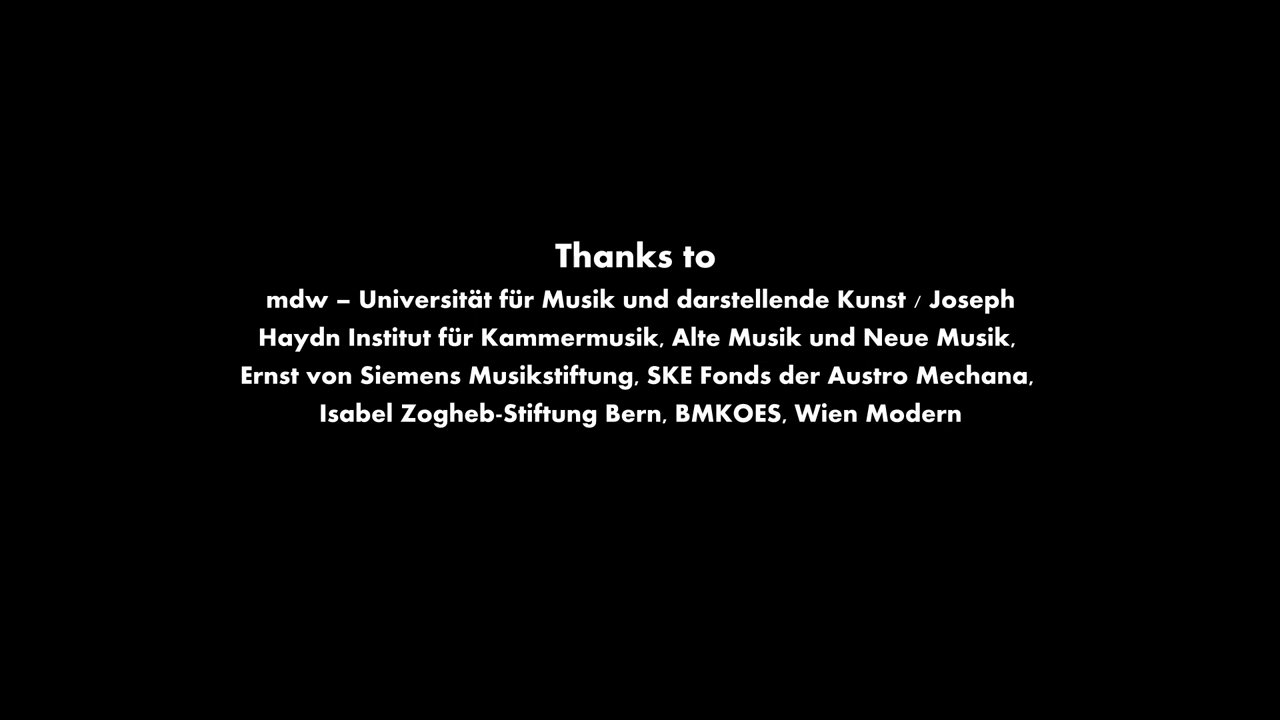 Thanks to
mdw – Universität für Musik und darstellende Kunst / Joseph
Haydn Institut für Kammermusik, Alte Musik und Neue Musik,
Ernst von Siemens Musikstiftung, SKE Fonds der Austro Mechana,
Isabel Zogheb-Stiftung Bern, BMKOES, Wien Modern